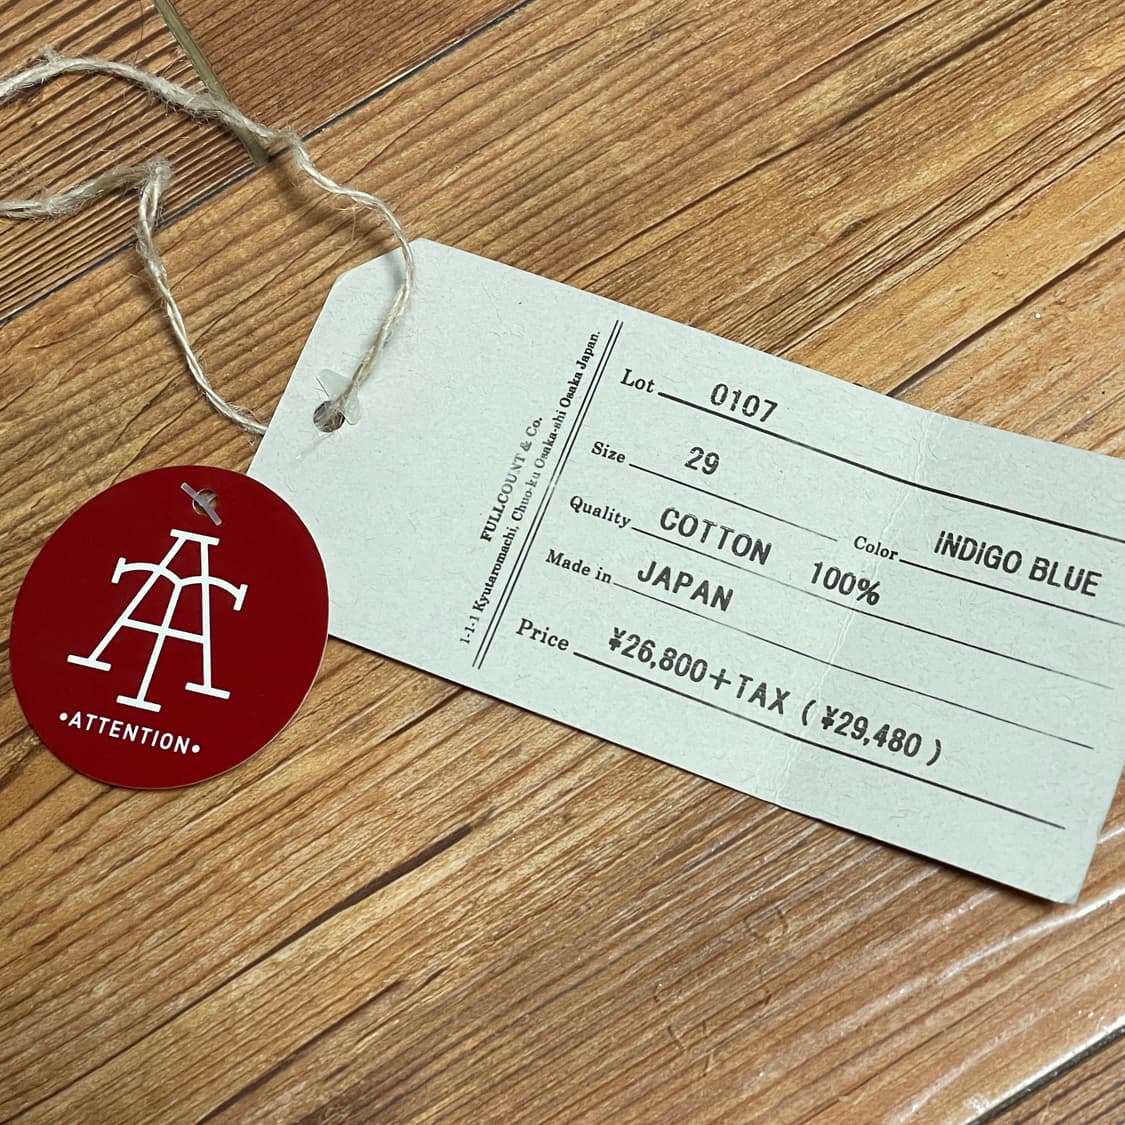 FULLCOUNT & Co.
1-1-1 Kyutaromachi, Chuo-ku Osaka-shi Osaka Japan.
Lot 0107
Size 29
Color INDIGO BLUE
Quality COTTON 100%
Made in JAPAN
Price ¥26,800+TAX (¥29,480)
AT
•ATTENTION•